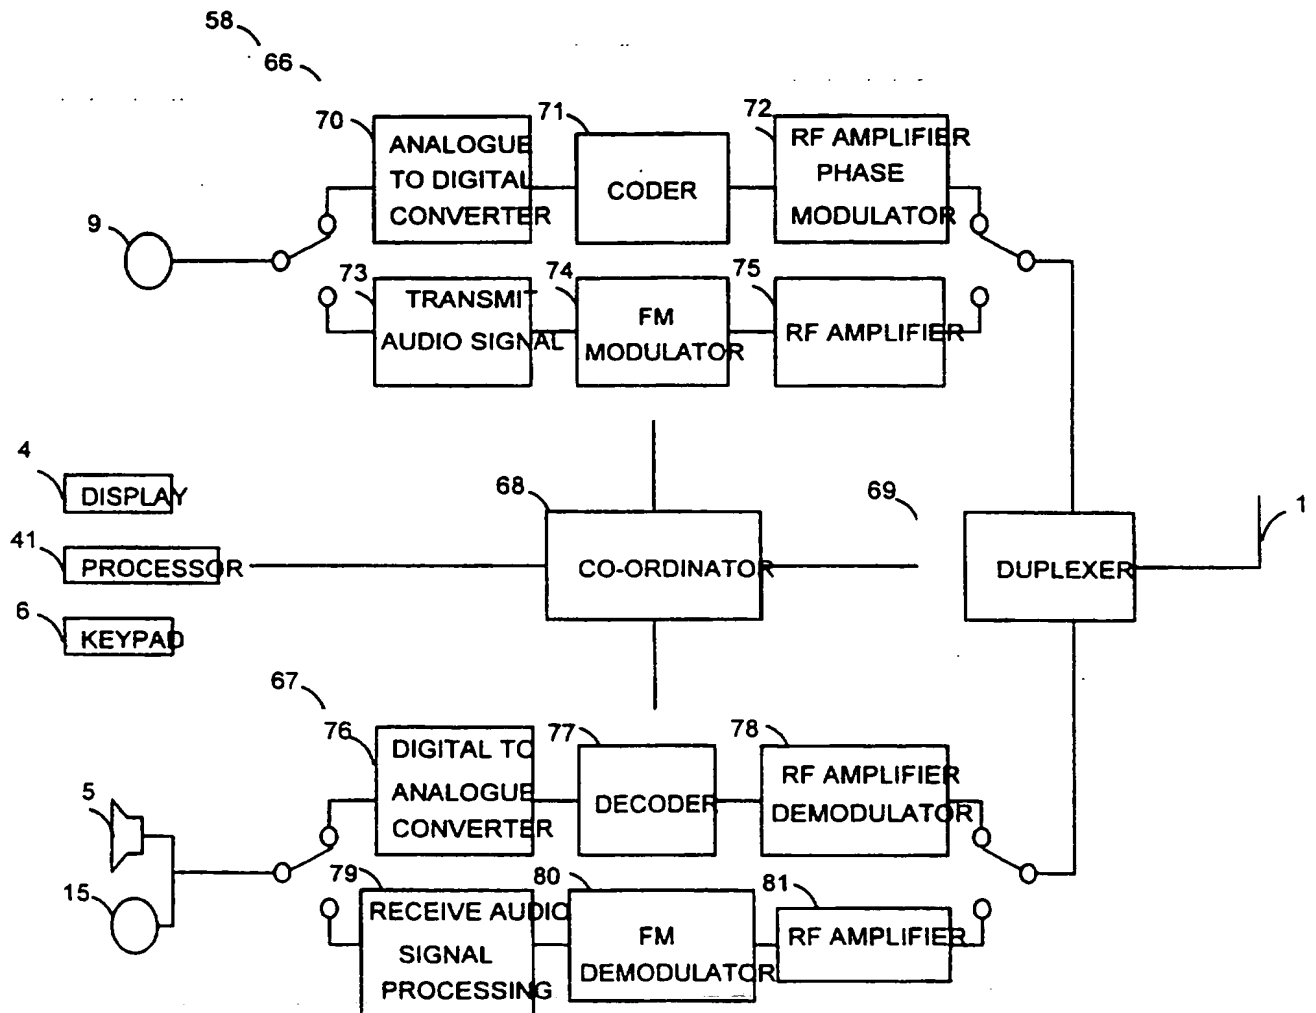 58
66
70
ANALOGUE
TO DIGITAL
CONVERTER
71
CODER
72
RF AMPLIFIER
PHASE
MODULATOR
9
73
TRANSMIT
AUDIO SIGNAL
74
FM
MODULATOR
75
RF AMPLIFIER
4
DISPLAY
41
PROCESSOR
6
KEYPAD
68
CO-ORDINATOR
69
DUPLEXER
1
67
76
DIGITAL TO
ANALOGUE
CONVERTER
77
DECODER
78
RF AMPLIFIER
DEMODULATOR
5
15
79
RECEIVE AUDIO
SIGNAL
PROCESSING
80
FM
DEMODULATOR
81
RF AMPLIFIER